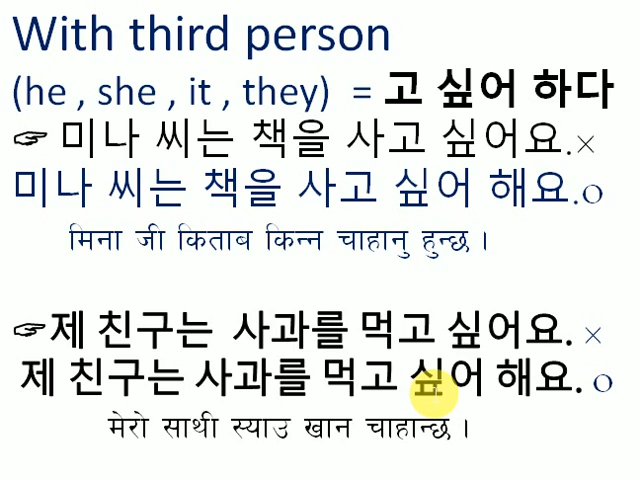 With third person
(he , she , it , they) = 고 싶어 하다
☞ 미나 씨는 책을 사고 싶어요.×
미나 씨는 책을 사고 싶어 해요.○
मिना जी किताब किन्न चाहानु हुन्छ ।
☞제 친구는 사과를 먹고 싶어요. ×
제 친구는 사과를 먹고 싶어 해요. ○
मेरो साथी स्याउ खान चाहान्छ ।